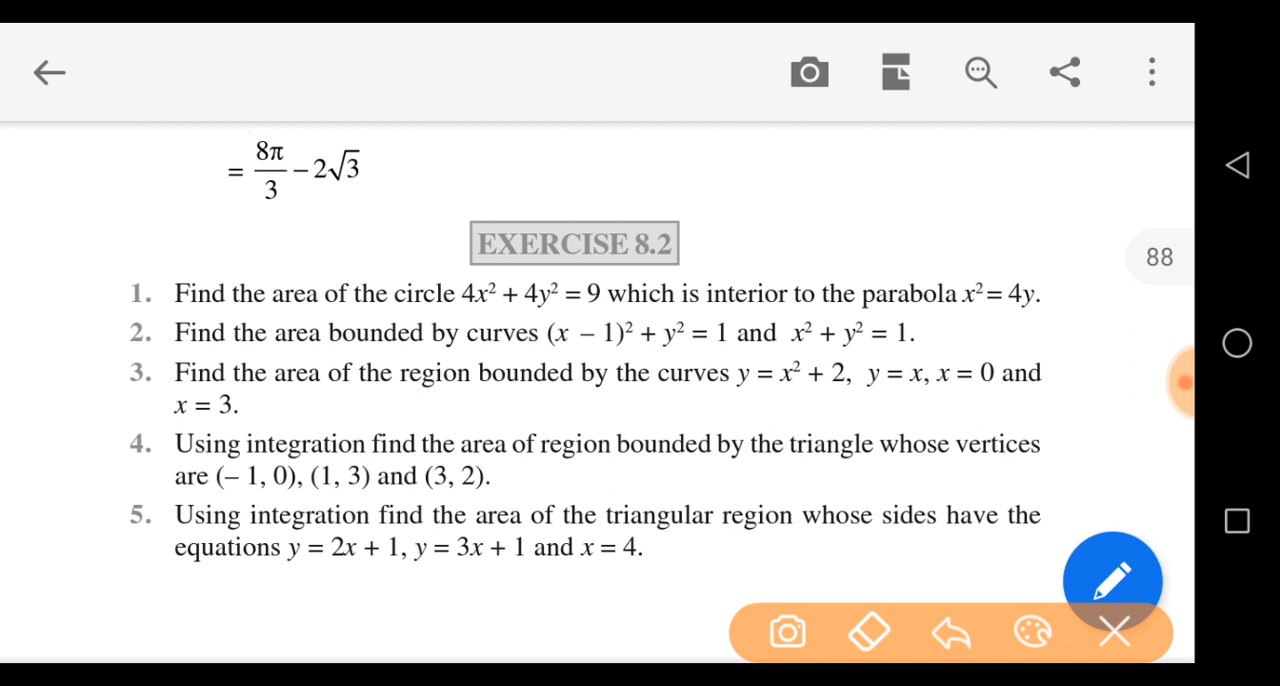 = 8π/3 – 2√3
EXERCISE 8.2
88
1. Find the area of the circle 4x² + 4y² = 9 which is interior to the parabola x² = 4y.
2. Find the area bounded by curves (x – 1)² + y² = 1 and x² + y² = 1.
3. Find the area of the region bounded by the curves y = x² + 2, y = x, x = 0 and
x = 3.
4. Using integration find the area of region bounded by the triangle whose vertices
are (– 1, 0), (1, 3) and (3, 2).
5. Using integration find the area of the triangular region whose sides have the
equations y = 2x + 1, y = 3x + 1 and x = 4.